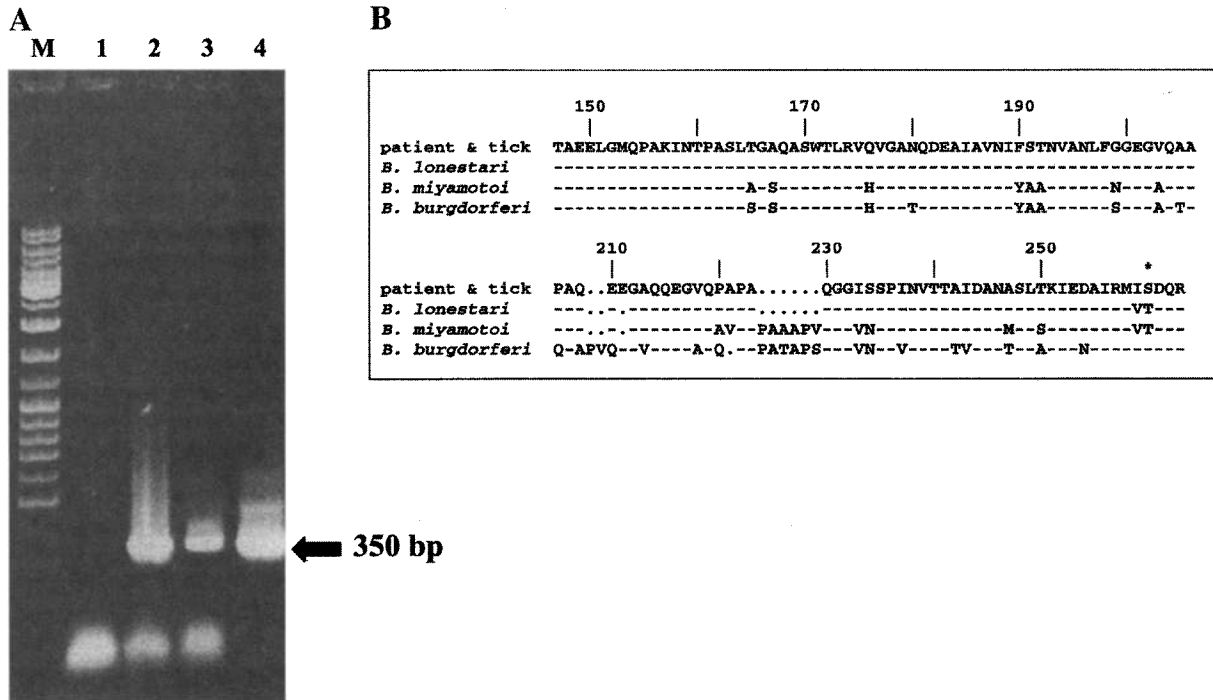 A
M 1 2 3 4
350 bp
B
150 170 190
patient & tick TAEELGMQPAKINTPASLTGAQASWTLRVQVGANQDEAIAVNIFSTNVANLFGGEGVQAA
B. lonestari ------------------------------------------------------------
B. miyamotoi ------------------A-S--------H-------------YAA------N---A---
B. burgdorferi ------------------S-S--------H---T---------YAA------S---A-T-
210 230 250
*
patient & tick PAQ..EEGAQQEGVQPAPA......QGGISSPINVTTAIDANASLTKIEDAIRMISDQR
B. lonestari ---..--------------......-----------------------------VT---
B. miyamotoi ---..-.--------AV--PAAAPV---VN------------M--S--------VT---
B. burgdorferi Q-APVQ--V----A-Q.--PATAPS---VN--V----TV---T--A---N---------